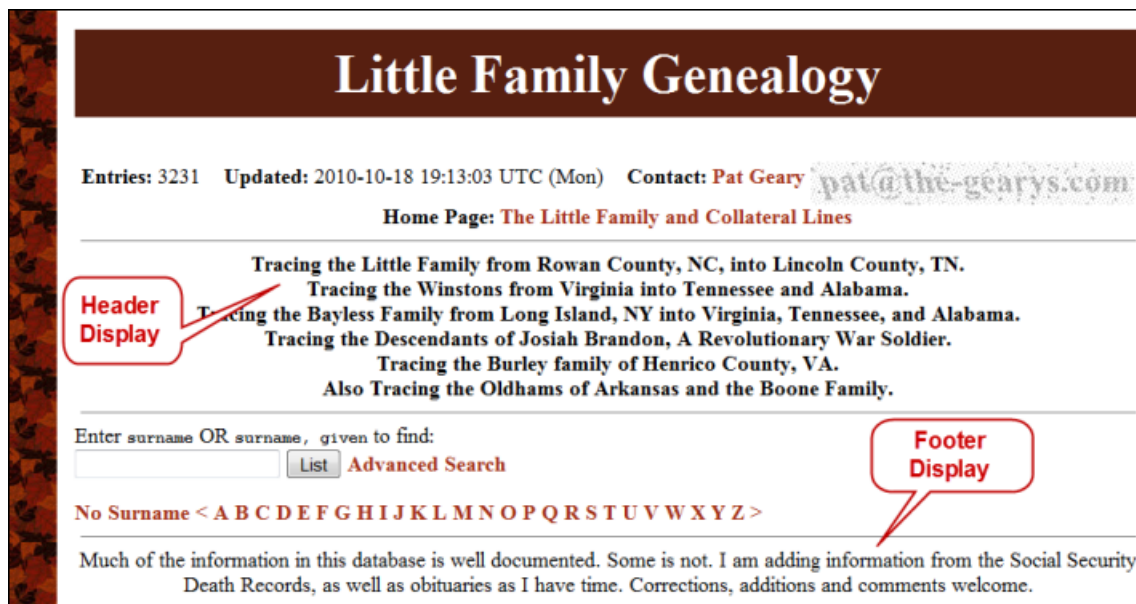 Little Family Genealogy
Entries: 3231 Updated: 2010-10-18 19:13:03 UTC (Mon) Contact: Pat Geary pat@the-gearys.com
Home Page: The Little Family and Collateral Lines
Tracing the Little Family from Rowan County, NC, into Lincoln County, TN.
Tracing the Winstons from Virginia into Tennessee and Alabama.
Header
Display
Tracing the Bayless Family from Long Island, NY into Virginia, Tennessee, and Alabama.
Tracing the Descendants of Josiah Brandon, A Revolutionary War Soldier.
Tracing the Burley family of Henrico County, VA.
Also Tracing the Oldhams of Arkansas and the Boone Family.
Enter surname OR surname, given to find:
List Advanced Search
Footer
Display
No Surname < A B C D E F G H I J K L M N O P Q R S T U V W X Y Z >
Much of the information in this database is well documented. Some is not. I am adding information from the Social Security
Death Records, as well as obituaries as I have time. Corrections, additions and comments welcome.